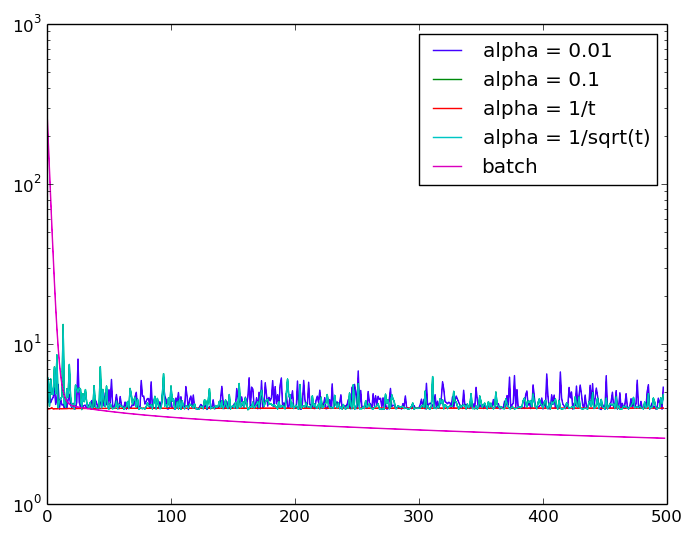 10^3
10^2
10^1
10^0
0
100
200
300
400
500
alpha = 0.01
alpha = 0.1
alpha = 1/t
alpha = 1/sqrt(t)
batch